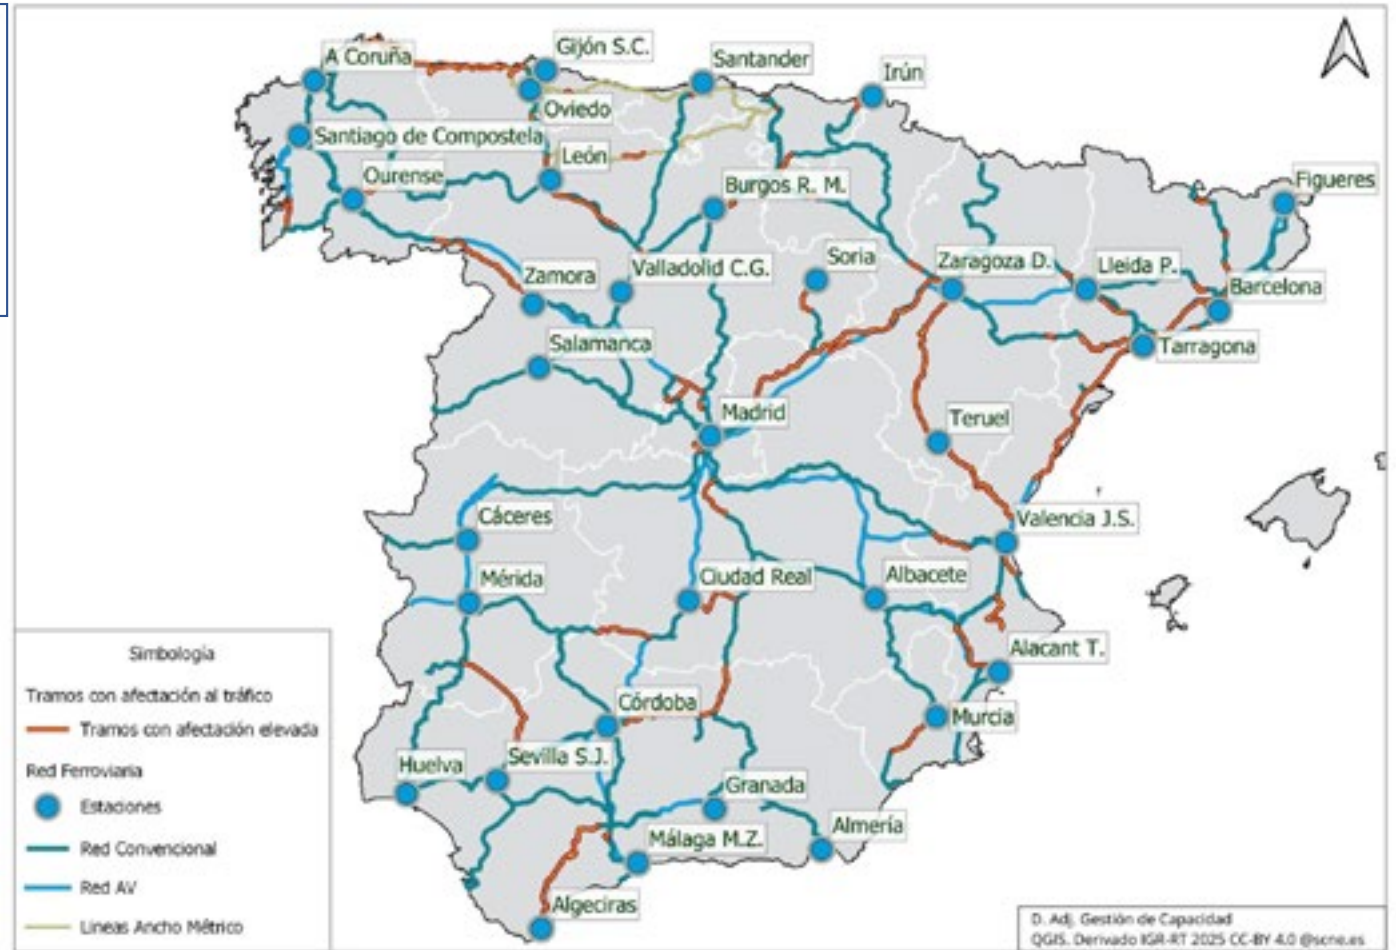 A Coruña
Gijón S.C.
Santander
Irún
Oviedo
Santiago de Compostela
León
Ourense
Burgos R. M.
Figueres
Zamora
Valladolid C.G.
Soria
Zaragoza D.
Lleida P.
Barcelona
Salamanca
Tarragona
Madrid
Teruel
Cáceres
Valencia J.S.
Mérida
Ciudad Real
Albacete
Alacant T.
Córdoba
Murcia
Huelva
Sevilla S.J.
Granada
Málaga M.Z.
Almería
Algeciras
Simbología
Tramos con afectación al tráfico
Tramos con afectación elevada
Red Ferroviaria
Estaciones
Red Convencional
Red AV
Lineas Ancho Métrico
D. Adj. Gestión de Capacidad
QGIS. Derivado IGR-RT 2025 CC-BY 4.0 @scne.es